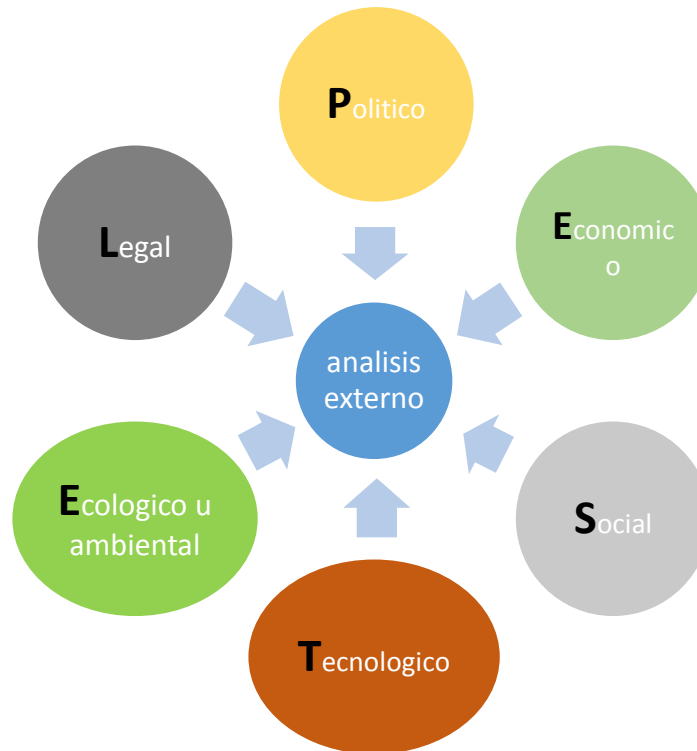 Politico
Economic
o
Legal
analisis
externo
Ecologico u
ambiental
Social
Tecnologico